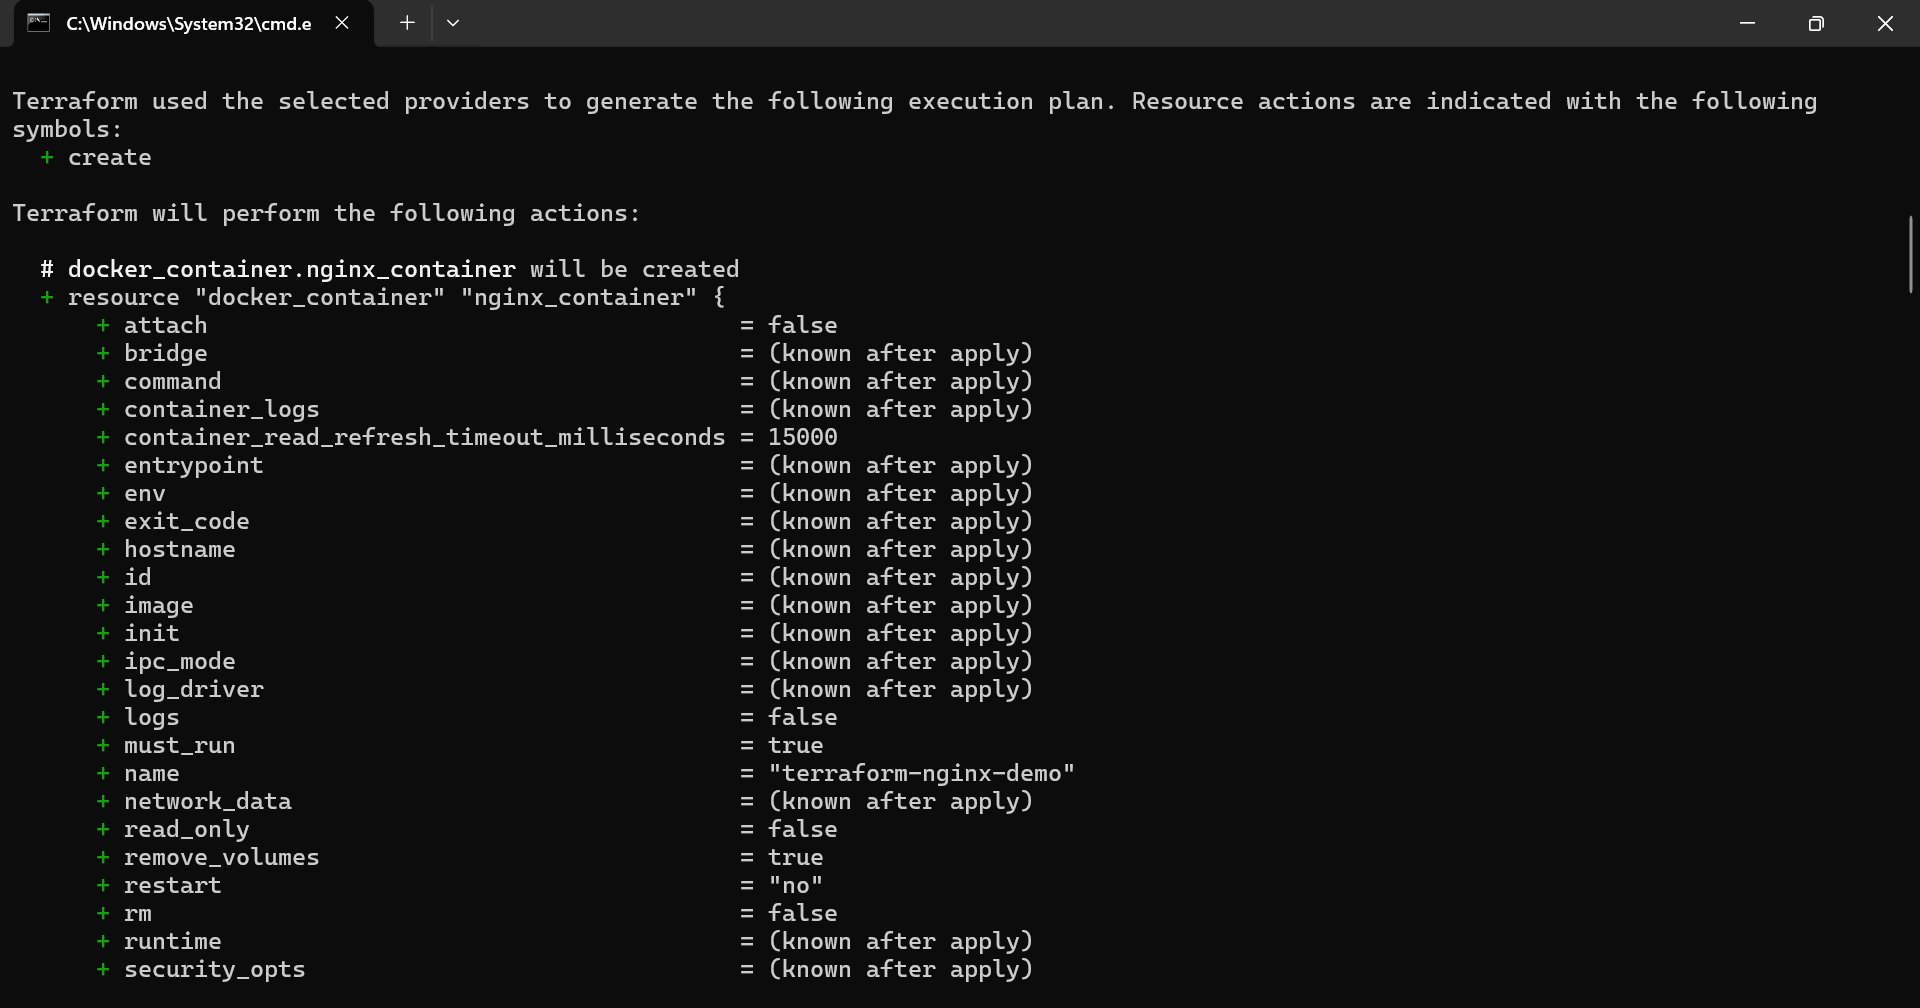 C:\Windows\System32\cmd.e
Terraform used the selected providers to generate the following execution plan. Resource actions are indicated with the following
symbols:
  + create
Terraform will perform the following actions:
  # docker_container.nginx_container will be created
  + resource "docker_container" "nginx_container" {
      + attach                                      = false
      + bridge                                      = (known after apply)
      + command                                     = (known after apply)
      + container_logs                              = (known after apply)
      + container_read_refresh_timeout_milliseconds = 15000
      + entrypoint                                  = (known after apply)
      + env                                         = (known after apply)
      + exit_code                                   = (known after apply)
      + hostname                                    = (known after apply)
      + id                                          = (known after apply)
      + image                                       = (known after apply)
      + init                                        = (known after apply)
      + ipc_mode                                    = (known after apply)
      + log_driver                                  = (known after apply)
      + logs                                        = false
      + must_run                                    = true
      + name                                        = "terraform-nginx-demo"
      + network_data                                = (known after apply)
      + read_only                                   = false
      + remove_volumes                              = true
      + restart                                     = "no"
      + rm                                          = false
      + runtime                                     = (known after apply)
      + security_opts                               = (known after apply)